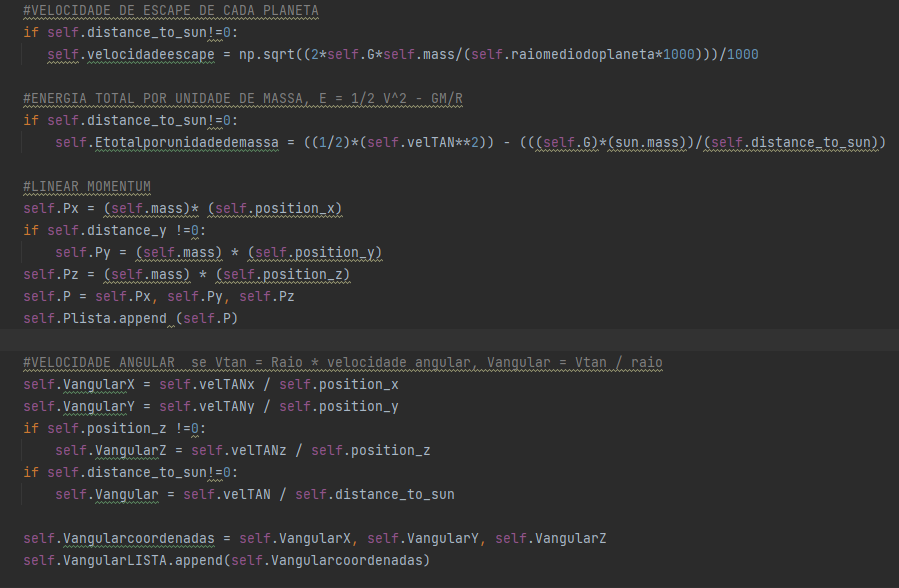 #VELOCIDADE DE ESCAPE DE CADA PLANETA
if self.distance_to_sun!=0:
self.velocidadeescape = np.sqrt((2*self.G*self.mass/(self.raiomediodoplaneta*1000)))/1000
#ENERGIA TOTAL POR UNIDADE DE MASSA, E = 1/2 V^2 - GM/R
if self.distance_to_sun!=0:
self.Etotalporunidadedemassa = ((1/2)*(self.velTAN**2)) - (((self.G)*(sun.mass))/(self.distance_to_sun))
#LINEAR MOMENTUM
self.Px = (self.mass)* (self.position_x)
if self.distance_y !=0:
self.Py = (self.mass) * (self.position_y)
self.Pz = (self.mass) * (self.position_z)
self.P = self.Px, self.Py, self.Pz
self.Plista.append (self.P)
#VELOCIDADE ANGULAR  se Vtan = Raio * velocidade angular, Vangular = Vtan / raio
self.VangularX = self.velTANx / self.position_x
self.VangularY = self.velTANy / self.position_y
if self.position_z !=0:
self.VangularZ = self.velTANz / self.position_z
if self.distance_to_sun!=0:
self.Vangular = self.velTAN / self.distance_to_sun
self.Vangularcoordenadas = self.VangularX, self.VangularY, self.VangularZ
self.VangularLISTA.append(self.Vangularcoordenadas)